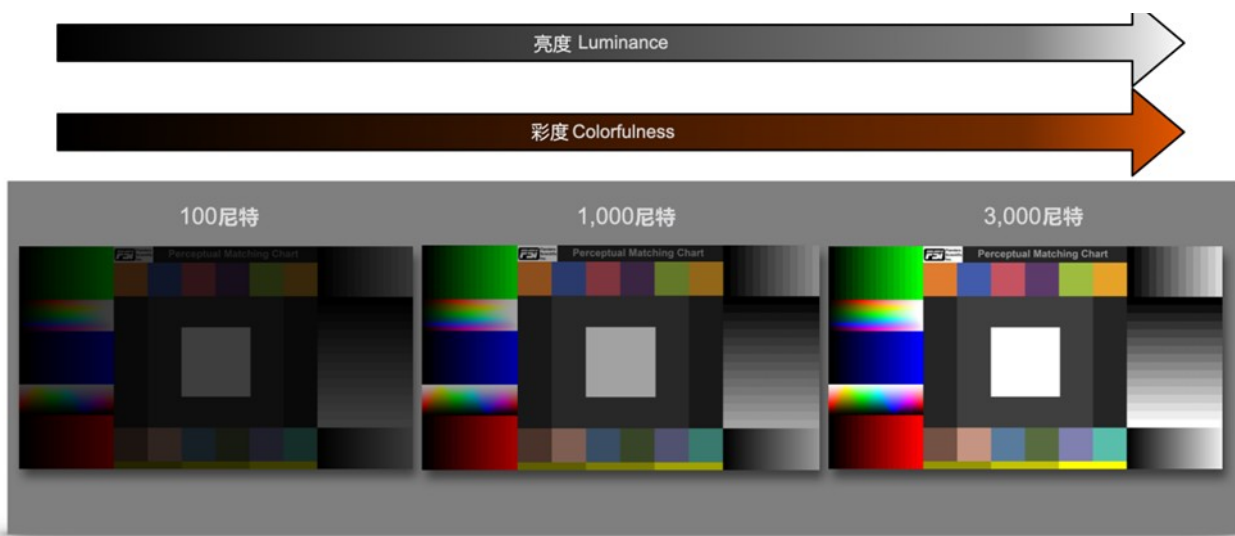 亮度 Luminance
彩度 Colorfulness
100尼特
1,000尼特
3,000尼特
FSI
Perceptual Matching Chart
FSI
Perceptual Matching Chart
FSI
Perceptual Matching Chart